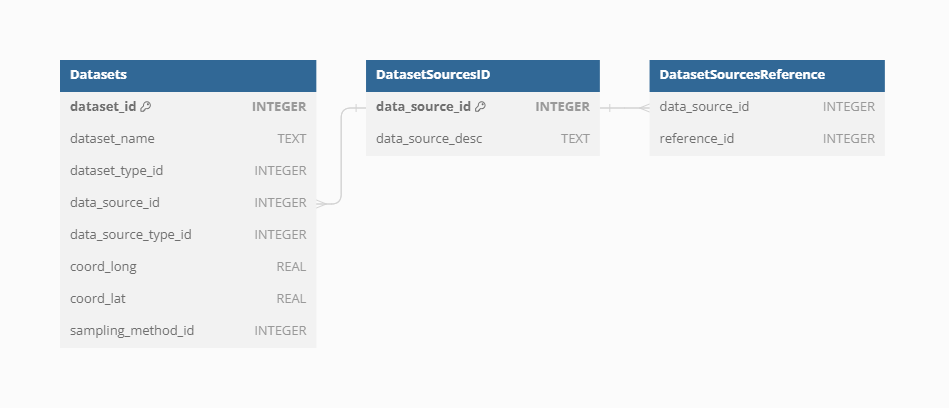 Datasets
dataset_id INTEGER
dataset_name TEXT
dataset_type_id INTEGER
data_source_id INTEGER
data_source_type_id INTEGER
coord_long REAL
coord_lat REAL
sampling_method_id INTEGER
DatasetSourcesID
data_source_id INTEGER
data_source_desc TEXT
DatasetSourcesReference
data_source_id INTEGER
reference_id INTEGER